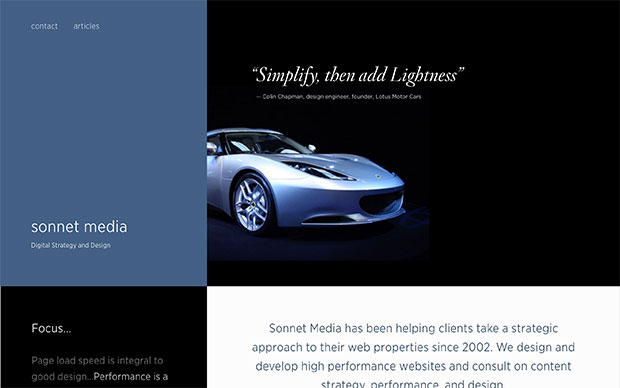 contact articles
“Simplify, then add Lightness”
— Colin Chapman, design engineer, founder, Lotus Motor Cars
sonnet media
Digital Strategy and Design
Focus...
Page load speed is integral to
good design...Performance is a
Sonnet Media has been helping clients take a strategic
approach to their web properties since 2002. We design and
develop high performance websites and consult on content
strategy, performance, and design.